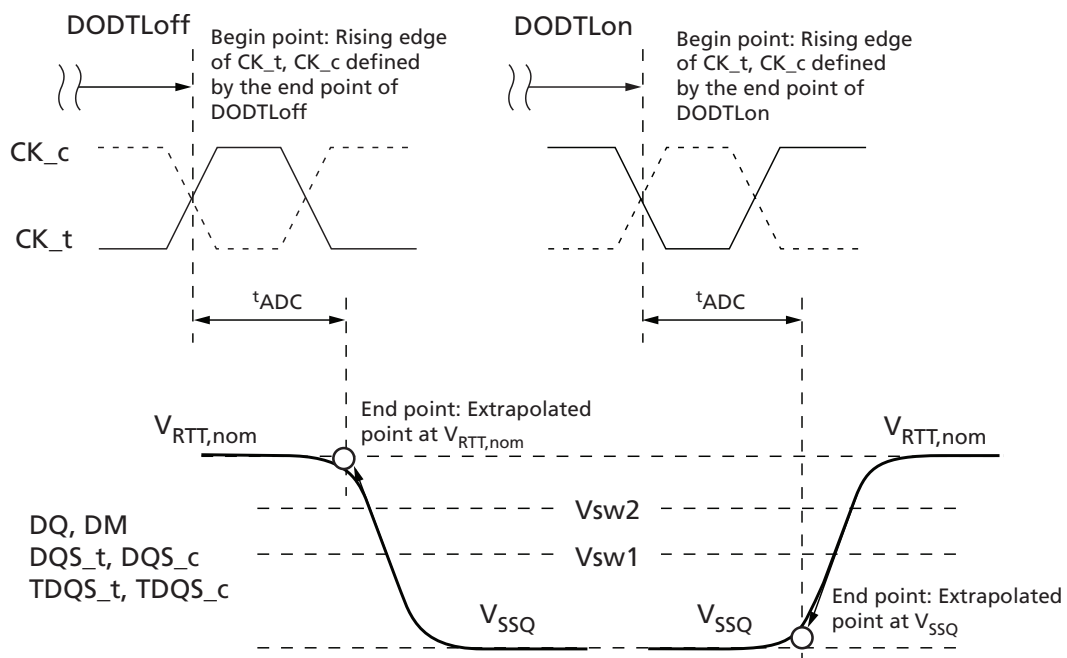 DODTLoff
Begin point: Rising edge
of CK_t, CK_c defined
by the end point of
DODTLoff
DODTLon
Begin point: Rising edge
of CK_t, CK_c defined
by the end point of
DODTLon
CK_c
CK_t
tADC
tADC
VRTT,nom
End point: Extrapolated
point at VRTT,nom
VRTT,nom
Vsw2
Vsw1
DQ, DM
DQS_t, DQS_c
TDQS_t, TDQS_c
VSSQ
VSSQ
End point: Extrapolated
point at VSSQ